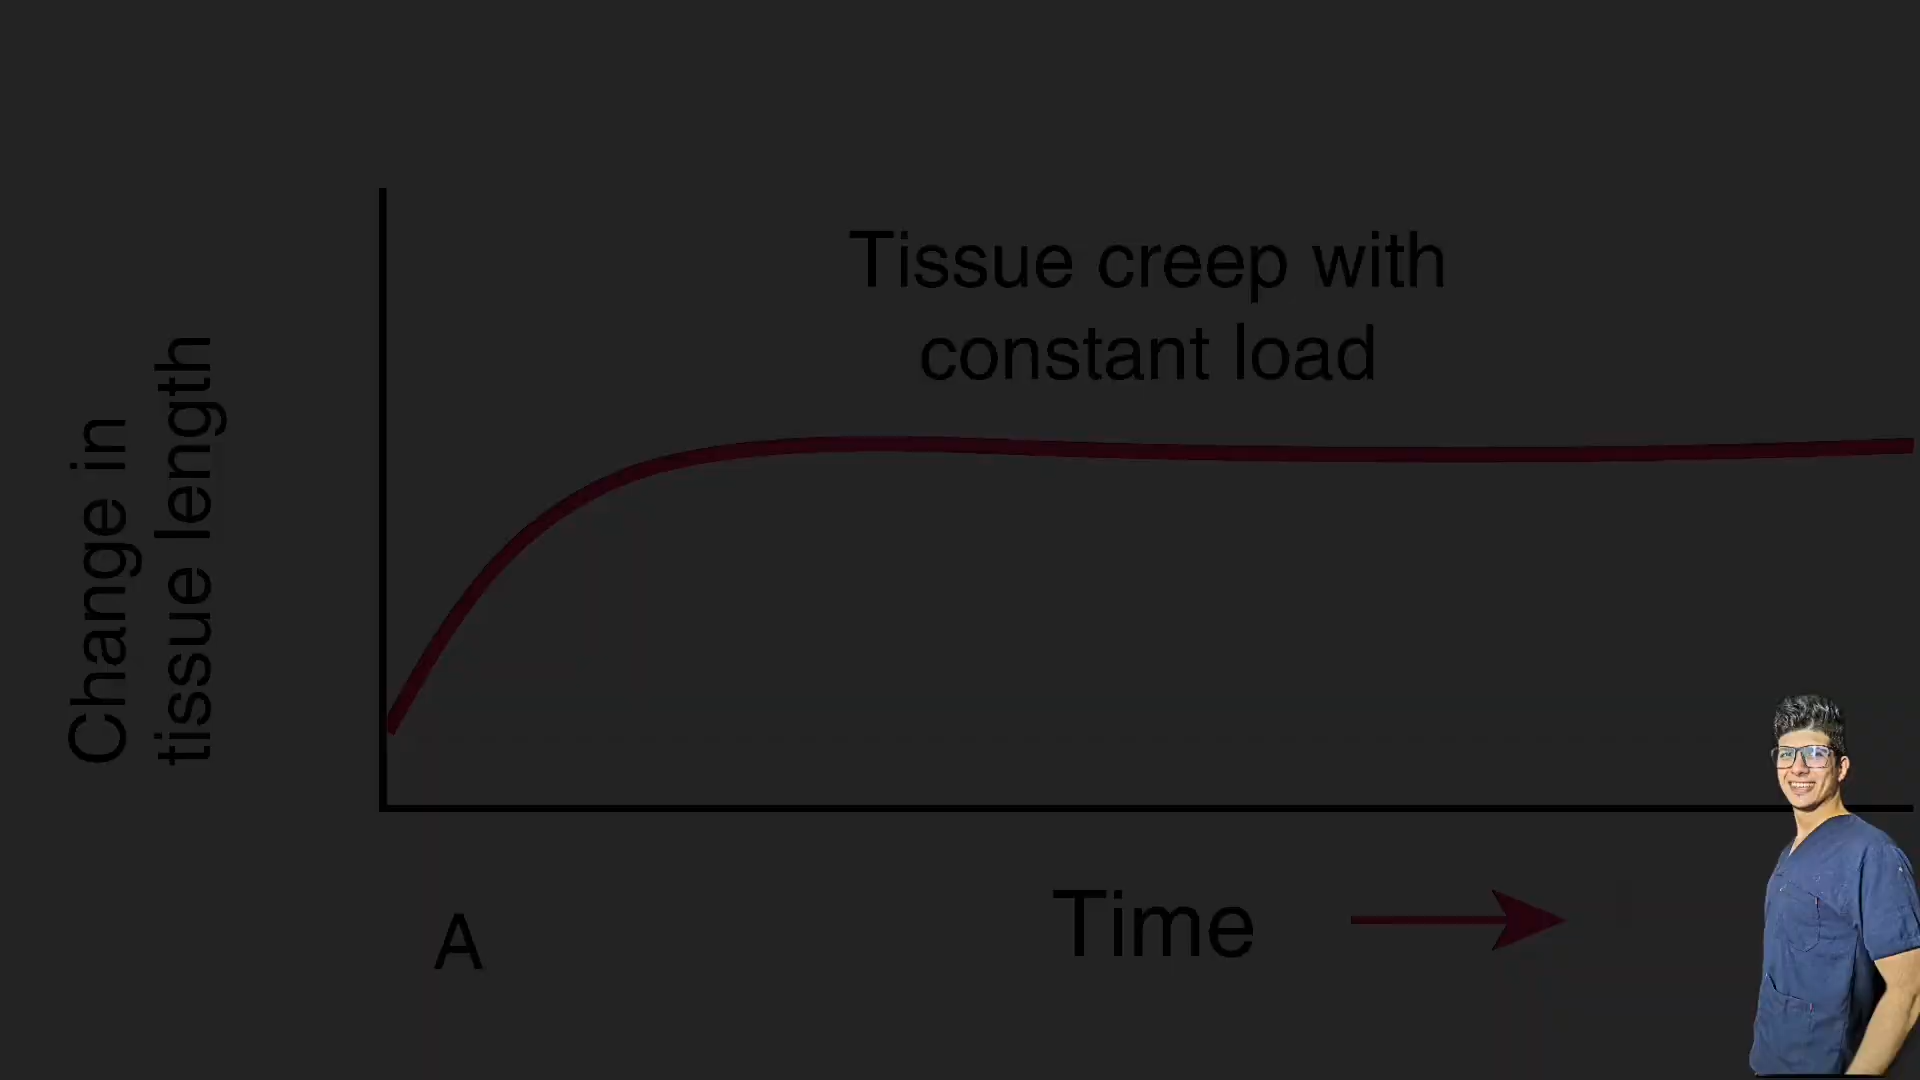 Tissue creep with
constant load
Change in
tissue length
A
Time